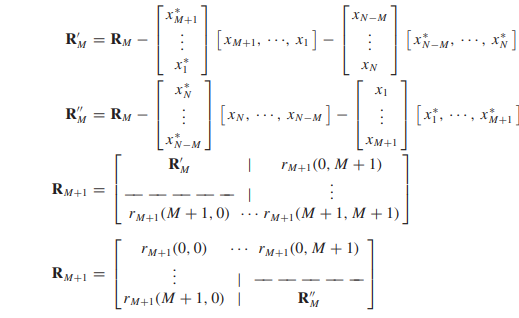 R′_M = R_M − [x*_{M+1} ⋮ x*_1] [x_{M+1}, ⋯, x_1] − [x_{N−M} ⋮ x_N] [x*_{N−M}, ⋯, x*_N]
R″_M = R_M − [x*_N ⋮ x*_{N−M}] [x_N, ⋯, x_{N−M}] − [x_1 ⋮ x_{M+1}] [x*_1, ⋯, x*_{M+1}]
R′_M | r_{M+1}(0, M + 1)
R_{M+1} = — — — — — | ⋮
r_{M+1}(M + 1, 0) ⋯ r_{M+1}(M + 1, M + 1)
r_{M+1}(0, 0) ⋯ r_{M+1}(0, M + 1)
R_{M+1} = ⋮ | — — — — —
r_{M+1}(M + 1, 0) | R″_M